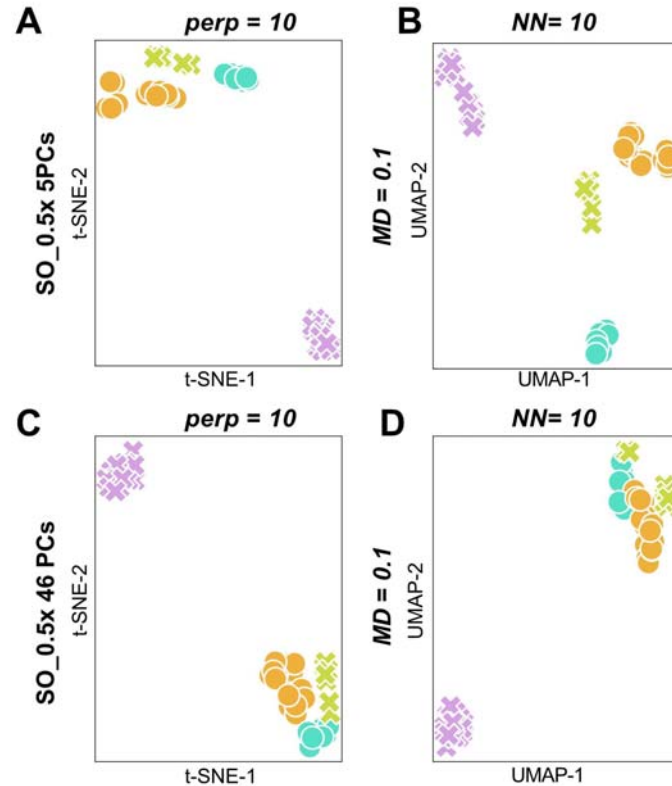 A
perp = 10
B
NN= 10
SO_0.5x 5PCs
t-SNE-2
t-SNE-1
MD = 0.1
UMAP-2
UMAP-1
C
perp = 10
D
NN= 10
SO_0.5x 46 PCs
t-SNE-2
t-SNE-1
MD = 0.1
UMAP-2
UMAP-1